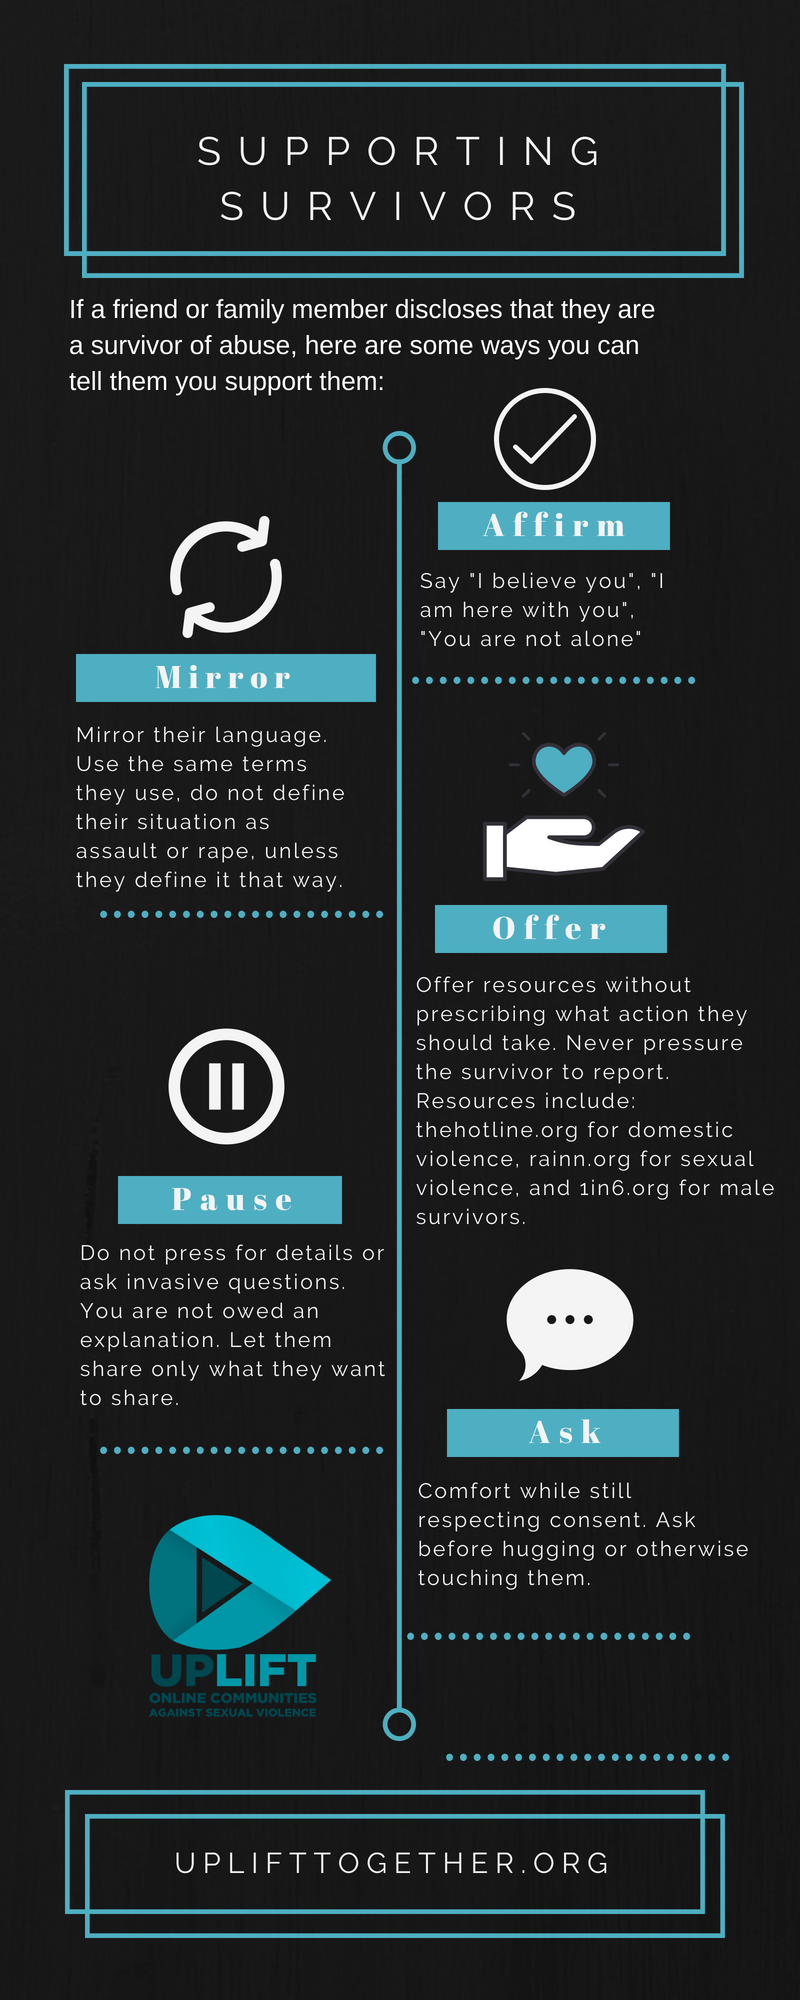 SUPPORTING
SURVIVORS
If a friend or family member discloses that they are
a survivor of abuse, here are some ways you can
tell them you support them:
Affirm
Say "I believe you", "I
am here with you",
"You are not alone"
Mirror
Mirror their language.
Use the same terms
they use, do not define
their situation as
assault or rape, unless
they define it that way.
Offer
Offer resources without
prescribing what action they
should take. Never pressure
the survivor to report.
Resources include:
thehotline.org for domestic
violence, rainn.org for sexual
violence, and 1in6.org for male
survivors.
Pause
Do not press for details or
ask invasive questions.
You are not owed an
explanation. Let them
share only what they want
to share.
Ask
Comfort while still
respecting consent. Ask
before hugging or otherwise
touching them.
UPLIFT
ONLINE COMMUNITIES
AGAINST SEXUAL VIOLENCE
UPLIFTTOGETHER.ORG